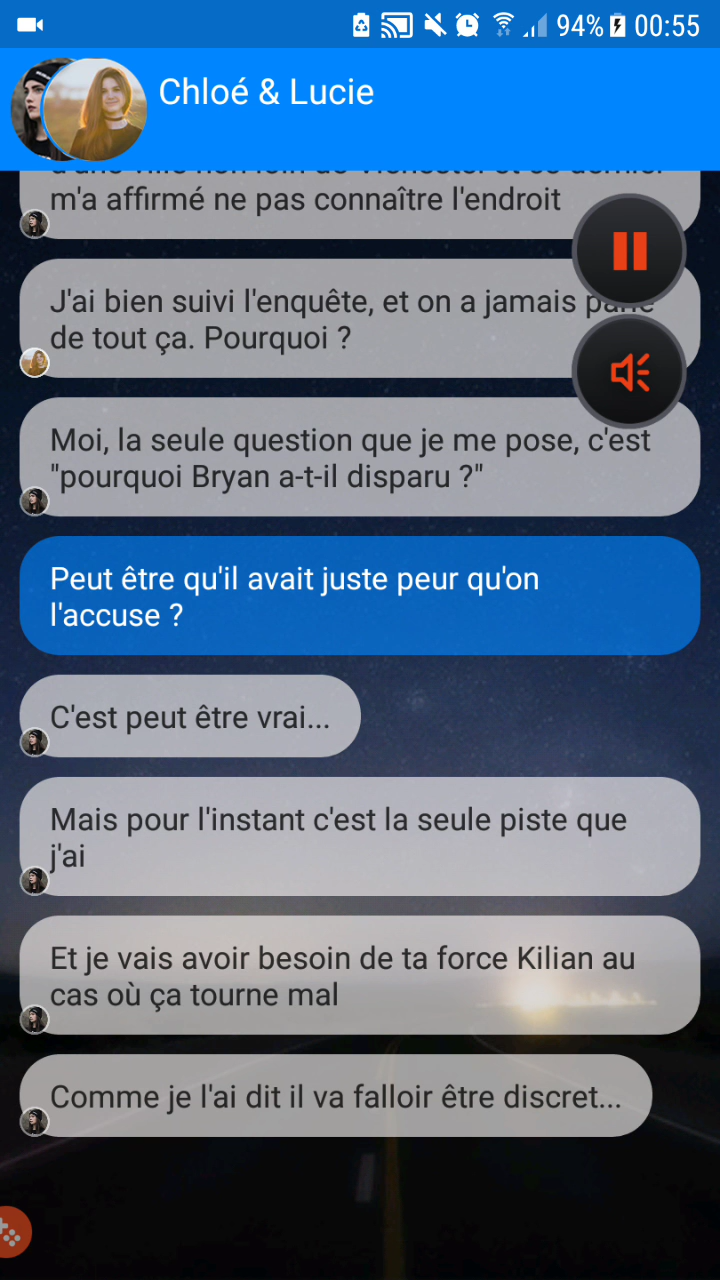 94% 00:55
Chloé & Lucie
m'a affirmé ne pas connaître l'endroit
J'ai bien suivi l'enquête, et on a jamais
de tout ça. Pourquoi ?
Moi, la seule question que je me pose, c'est
"pourquoi Bryan a-t-il disparu ?"
Peut être qu'il avait juste peur qu'on
l'accuse ?
C'est peut être vrai...
Mais pour l'instant c'est la seule piste que
j'ai
Et je vais avoir besoin de ta force Kilian au
cas où ça tourne mal
Comme je l'ai dit il va falloir être discret...